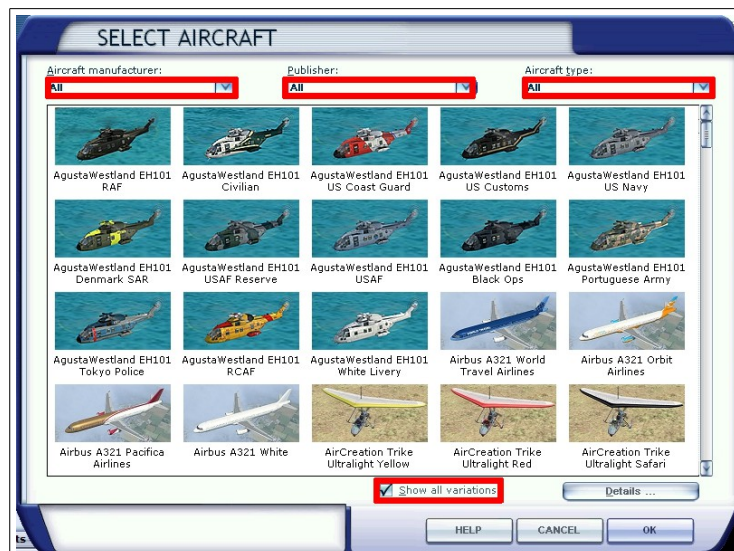 SELECT AIRCRAFT
Aircraft manufacturer:
Publisher:
Aircraft type:
All
All
All
AgustaWestland EH101
RAF
AgustaWestland EH101
Civilian
AgustaWestland EH101
US Coast Guard
AgustaWestland EH101
US Customs
AgustaWestland EH101
US Navy
AgustaWestland EH101
Denmark SAR
AgustaWestland EH101
USAF Reserve
AgustaWestland EH101
USAF
AgustaWestland EH101
Black Ops
AgustaWestland EH101
Portuguese Army
AgustaWestland EH101
Tokyo Police
AgustaWestland EH101
RCAF
AgustaWestland EH101
White Livery
Airbus A321 World
Travel Airlines
Airbus A321 Orbit
Airlines
Airbus A321 Pacifica
Airlines
Airbus A321 White
AirCreation Trike
Ultralight Yellow
AirCreation Trike
Ultralight Red
AirCreation Trike
Ultralight Safari
Show all variations
Details ...
HELP
CANCEL
OK
ts